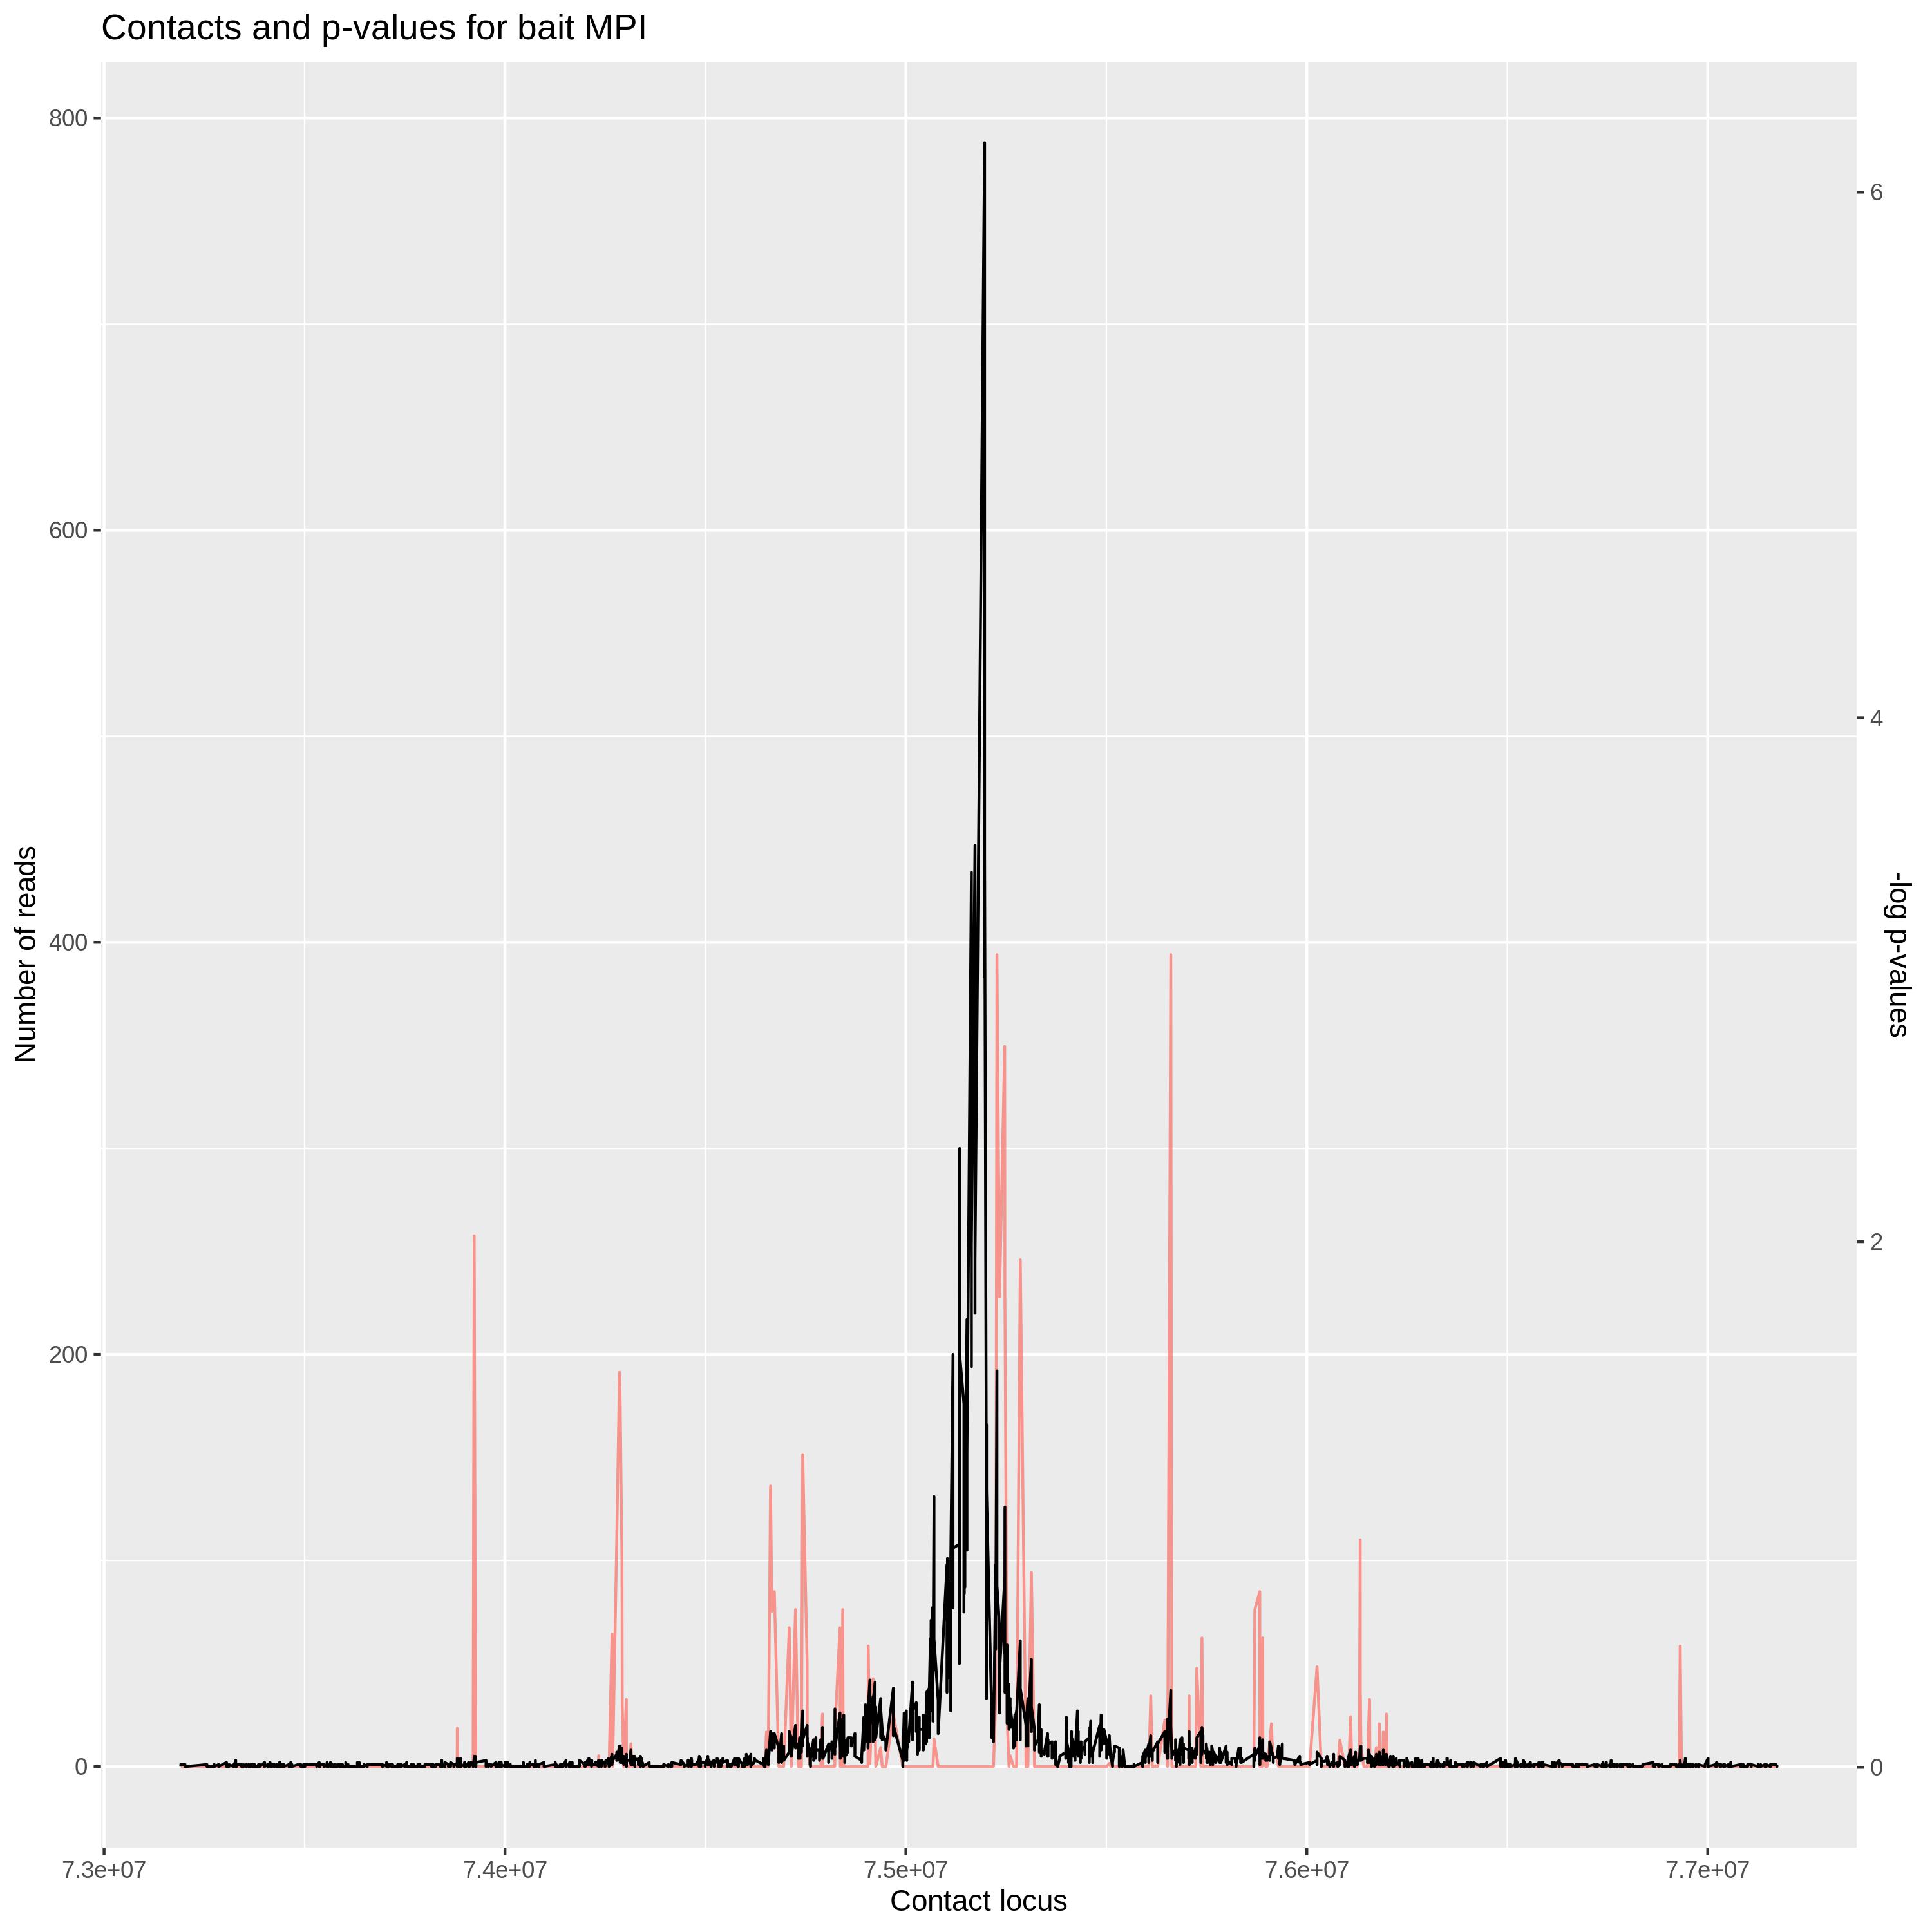 Contacts and p-values for bait MPI
800
600
400
200
0
Number of reads
6
4
2
0
-log p-values
7.3e+07 7.4e+07 7.5e+07 7.6e+07 7.7e+07
Contact locus